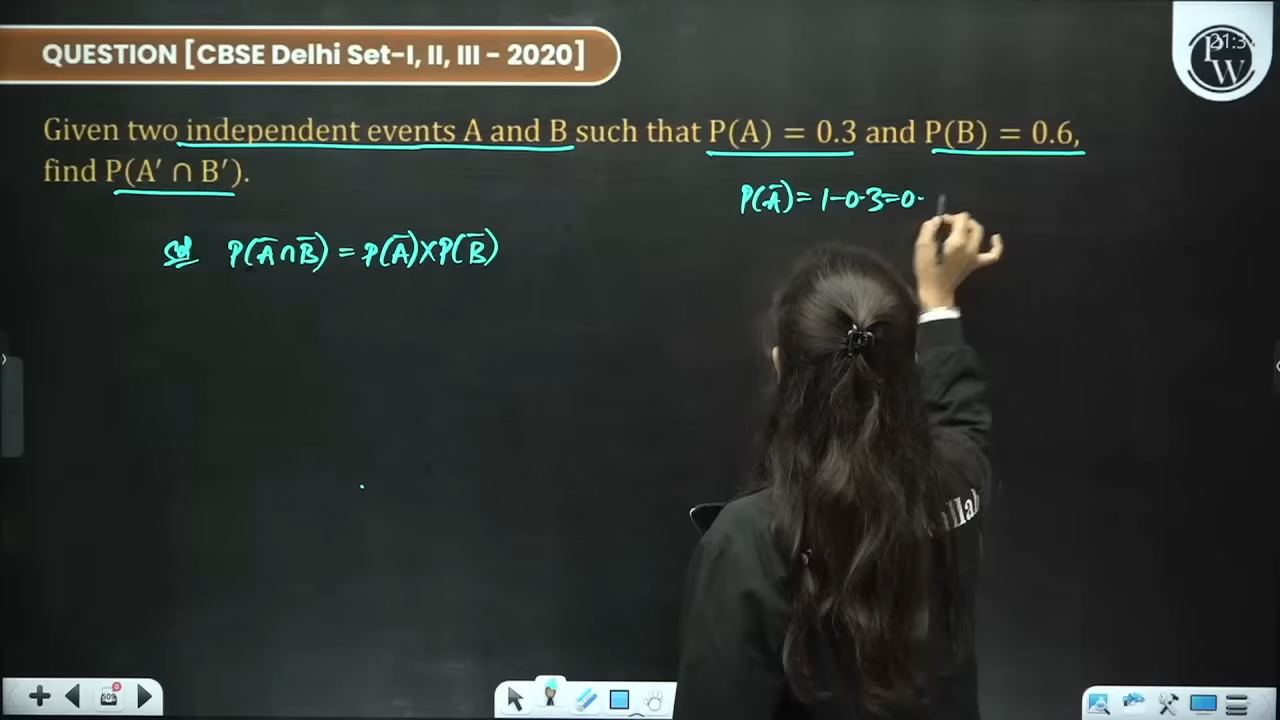 QUESTION [CBSE Delhi Set-I, II, III - 2020]
Given two independent events A and B such that P(A) = 0.3 and P(B) = 0.6,
find P(A′ ∩ B′).
P(Ā)= 1-0.3=0.
Sol P(Ā∩B̄) = P(Ā)×P(B̄)
PW